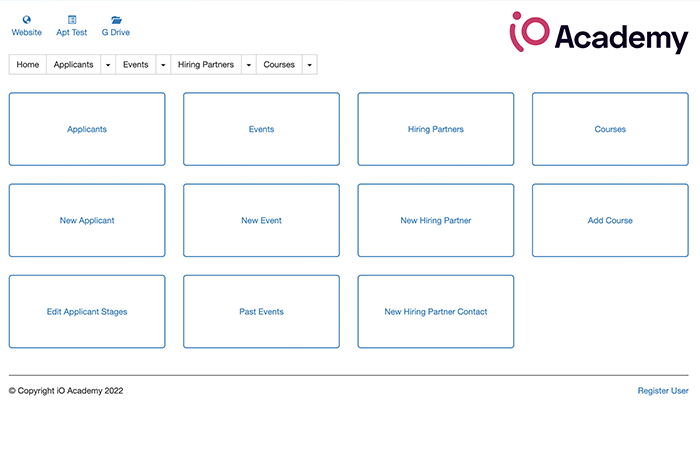 Website Apt Test G Drive
iO Academy
Home Applicants Events Hiring Partners Courses
Applicants Events Hiring Partners Courses
New Applicant New Event New Hiring Partner Add Course
Edit Applicant Stages Past Events New Hiring Partner Contact
© Copyright iO Academy 2022 Register User